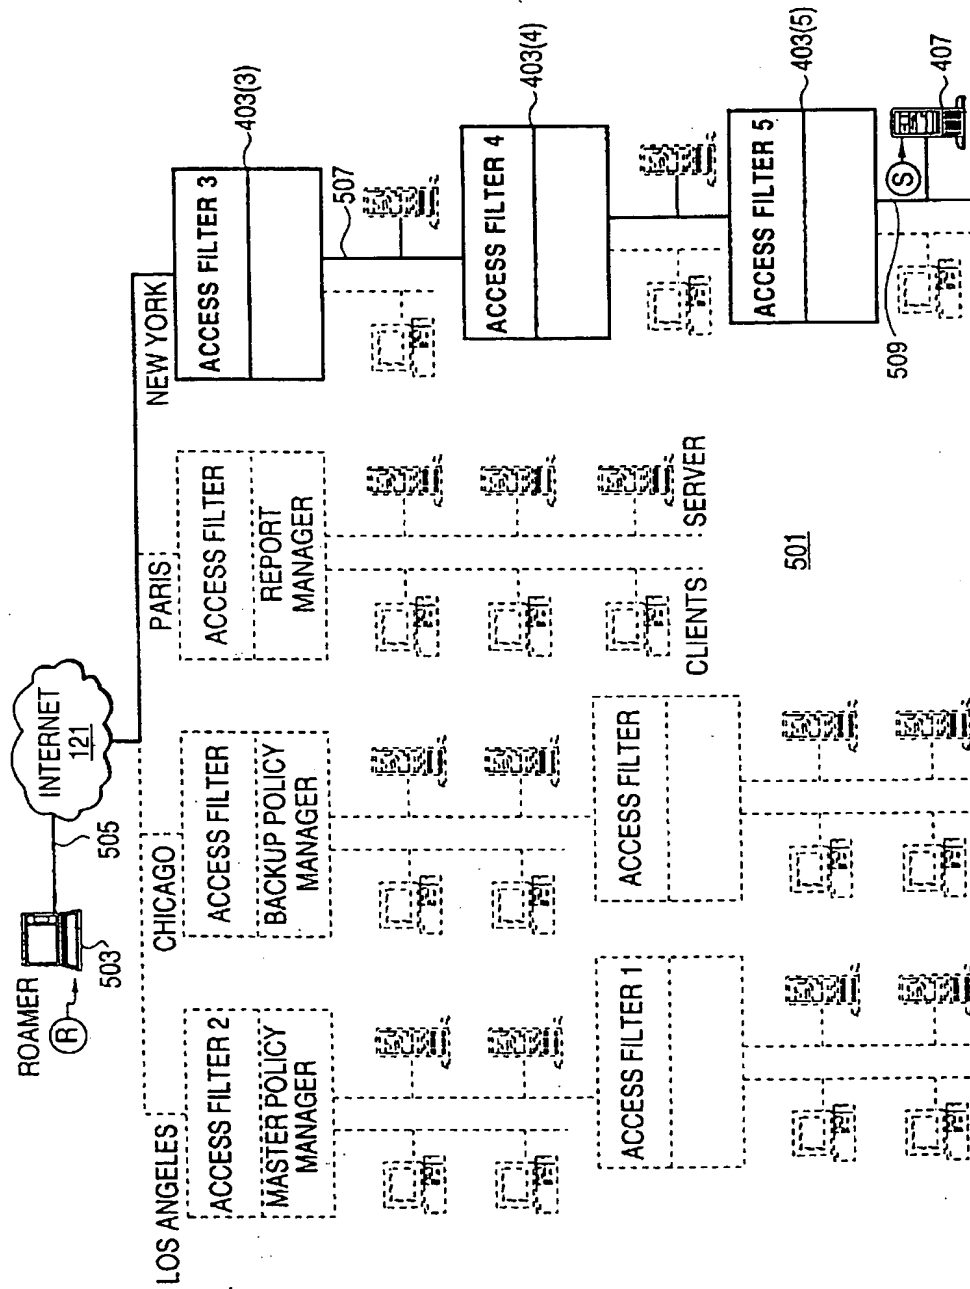 ROAMER
R
503
505
INTERNET
121
LOS ANGELES
CHICAGO
PARIS
NEW YORK
ACCESS FILTER 2
MASTER POLICY
MANAGER
ACCESS FILTER
BACKUP POLICY
MANAGER
ACCESS FILTER
REPORT
MANAGER
ACCESS FILTER 3
403(3)
507
ACCESS FILTER 4
403(4)
ACCESS FILTER 1
ACCESS FILTER
CLIENTS
SERVER
501
ACCESS FILTER 5
403(5)
509
S
407